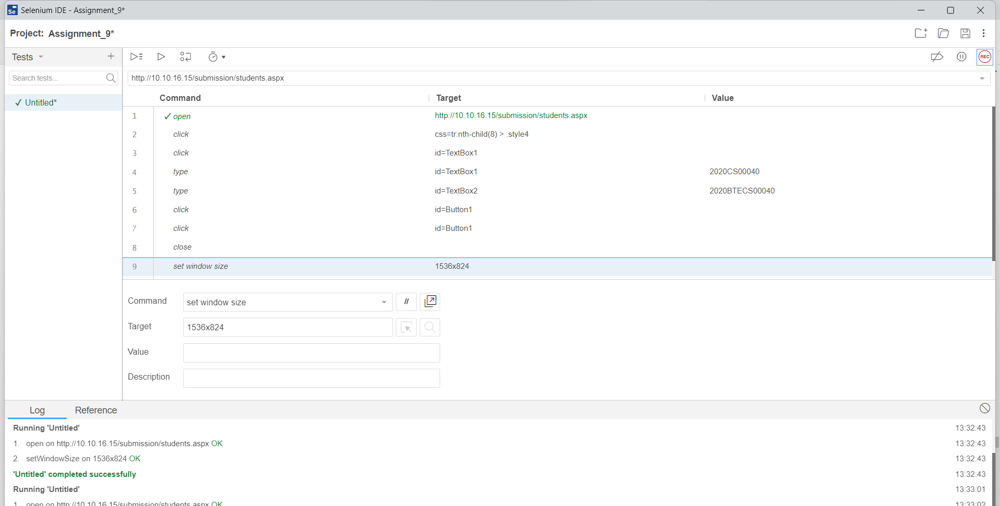 Se Selenium IDE - Assignment_9*
Project: Assignment_9*
Tests
REC
Search tests...
http://10.10.16.15/submission/students.aspx
✓ Untitled*
Command Target Value
1 ✓ open http://10.10.16.15/submission/students.aspx
2 click css=tr:nth-child(8) > .style4
3 click id=TextBox1
4 type id=TextBox1 2020CS00040
5 type id=TextBox2 2020BTECS00040
6 click id=Button1
7 click id=Button1
8 close
9 set window size 1536x824
Command set window size //
Target 1536x824
Value
Description
Log Reference
Running 'Untitled' 13:32:43
1. open on http://10.10.16.15/submission/students.aspx OK 13:32:43
2. setWindowSize on 1536x824 OK 13:32:43
'Untitled' completed successfully 13:32:43
Running 'Untitled' 13:33:01
1. open on http://10.10.16.15/submission/students.aspx OK 13:33:02